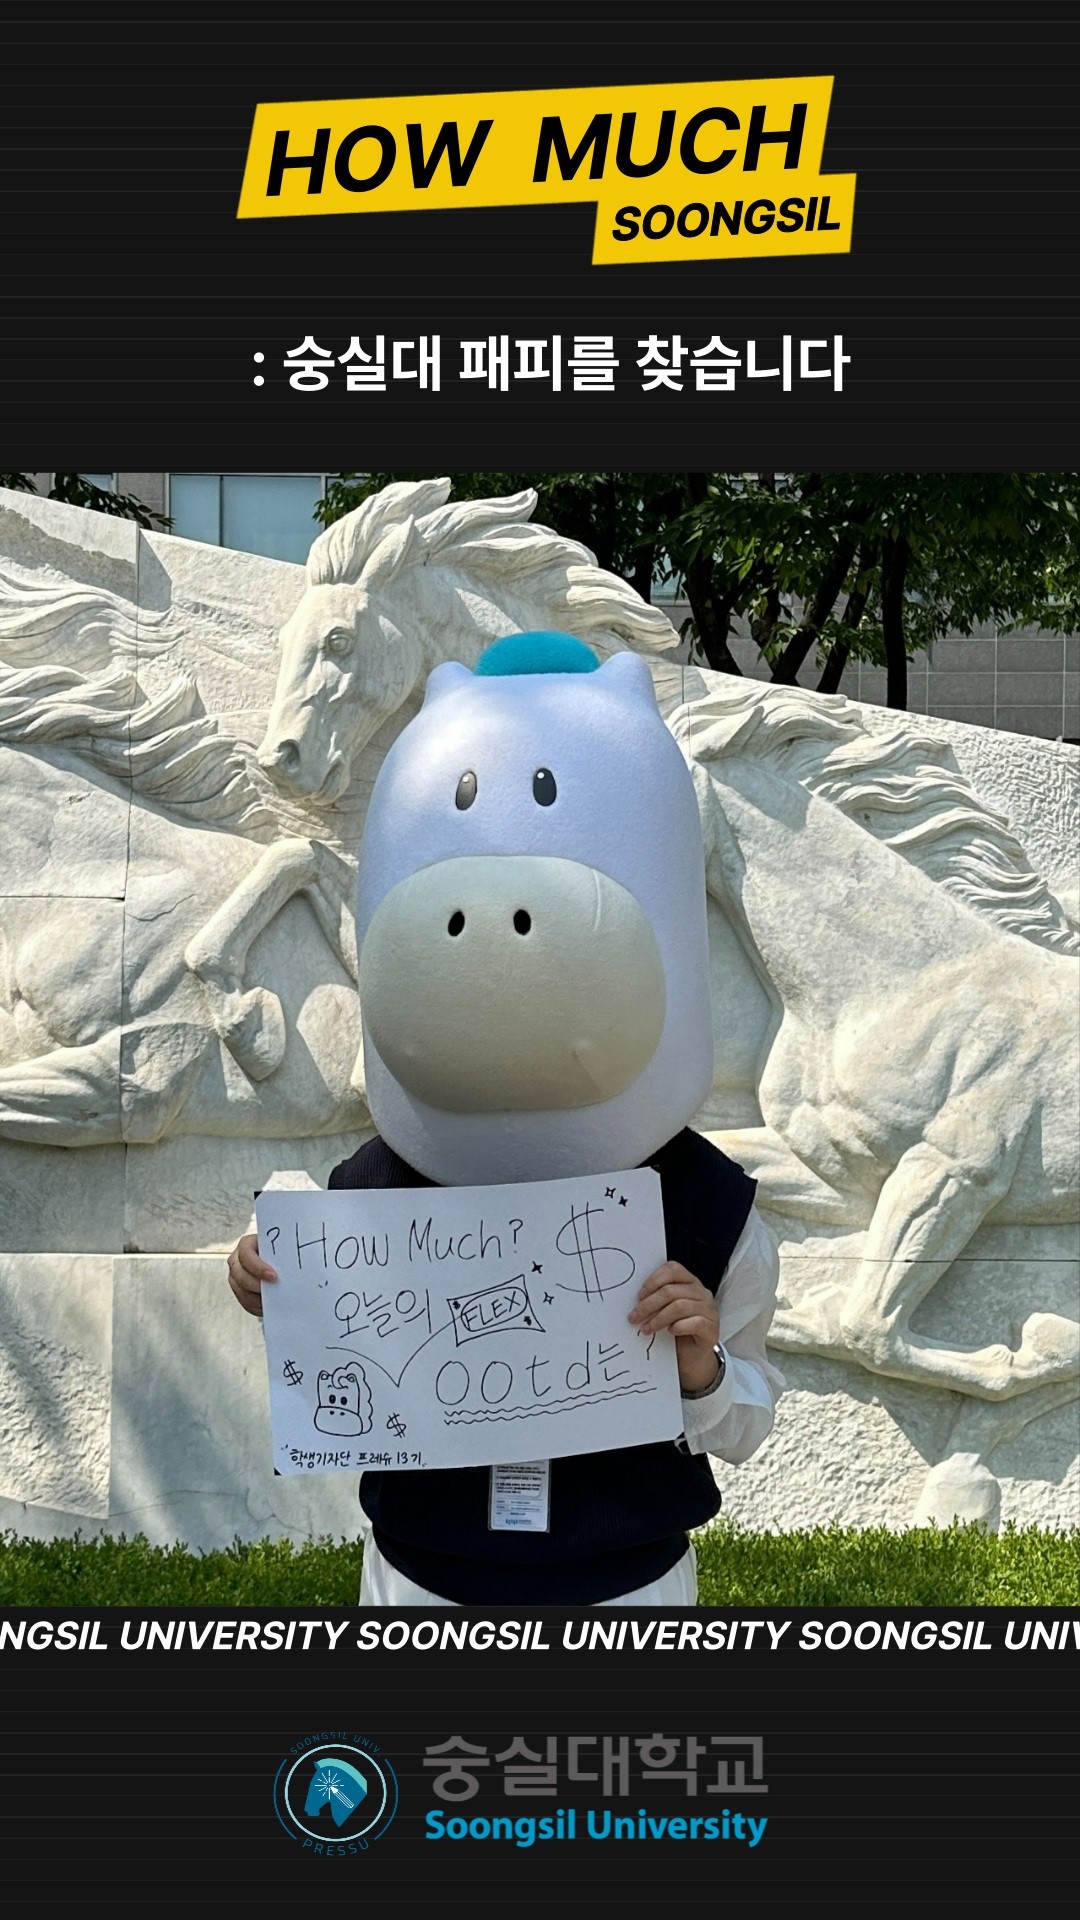 HOW MUCH
SOONGSIL
: 숭실대 패피를 찾습니다
? How Much? $
"오늘의 FLEX
ootd는?
$
$
"학생기자단 프레슈 13기"
NGSIL UNIVERSITY SOONGSIL UNIVERSITY SOONGSIL UNIV
SOONGSIL UNIV.
PRESSU
숭실대학교
Soongsil University